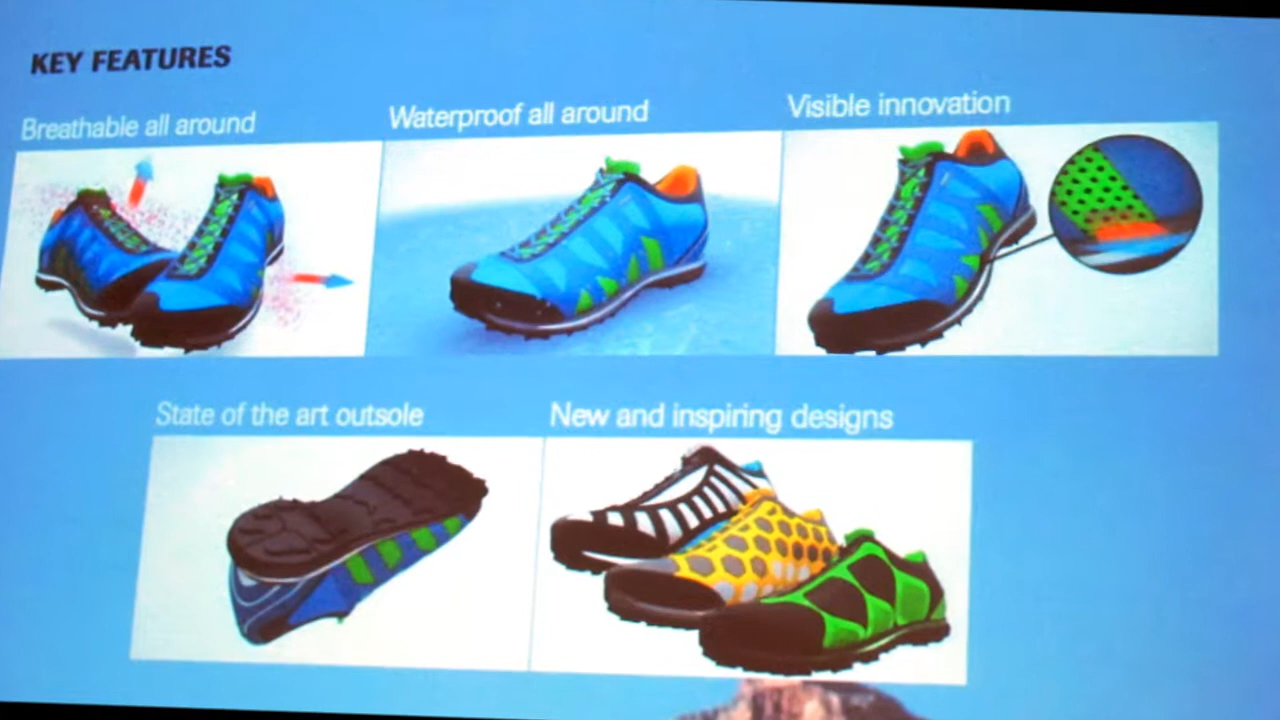 KEY FEATURES
Breathable all around
Waterproof all around
Visible innovation
State of the art outsole
New and inspiring designs